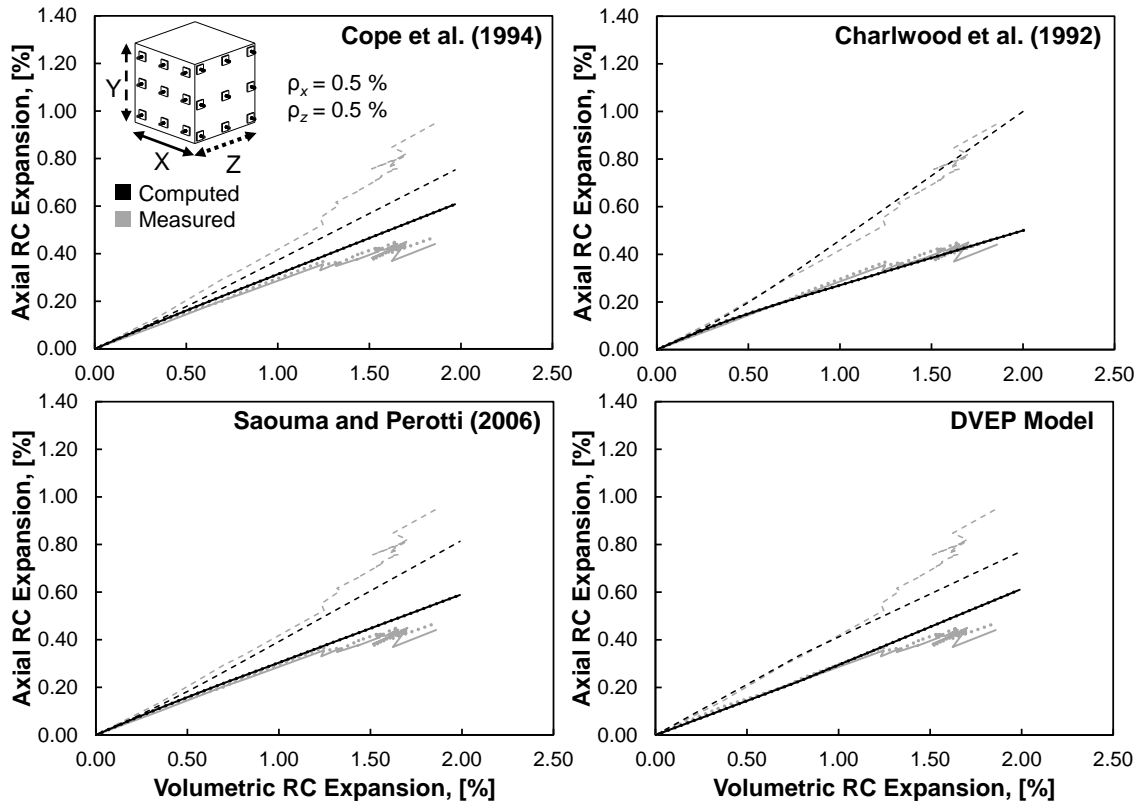 Cope et al. (1994)
Axial RC Expansion, [%]
1.40
1.20
1.00
0.80
0.60
0.40
0.20
0.00
Y
X
Z
ρx = 0.5 %
ρz = 0.5 %
Computed
Measured
0.00 0.50 1.00 1.50 2.00 2.50
Charlwood et al. (1992)
Axial RC Expansion, [%]
1.40
1.20
1.00
0.80
0.60
0.40
0.20
0.00
0.00 0.50 1.00 1.50 2.00 2.50
Saouma and Perotti (2006)
Axial RC Expansion, [%]
1.40
1.20
1.00
0.80
0.60
0.40
0.20
0.00
0.00 0.50 1.00 1.50 2.00 2.50
Volumetric RC Expansion, [%]
DVEP Model
Axial RC Expansion, [%]
1.40
1.20
1.00
0.80
0.60
0.40
0.20
0.00
0.00 0.50 1.00 1.50 2.00 2.50
Volumetric RC Expansion, [%]